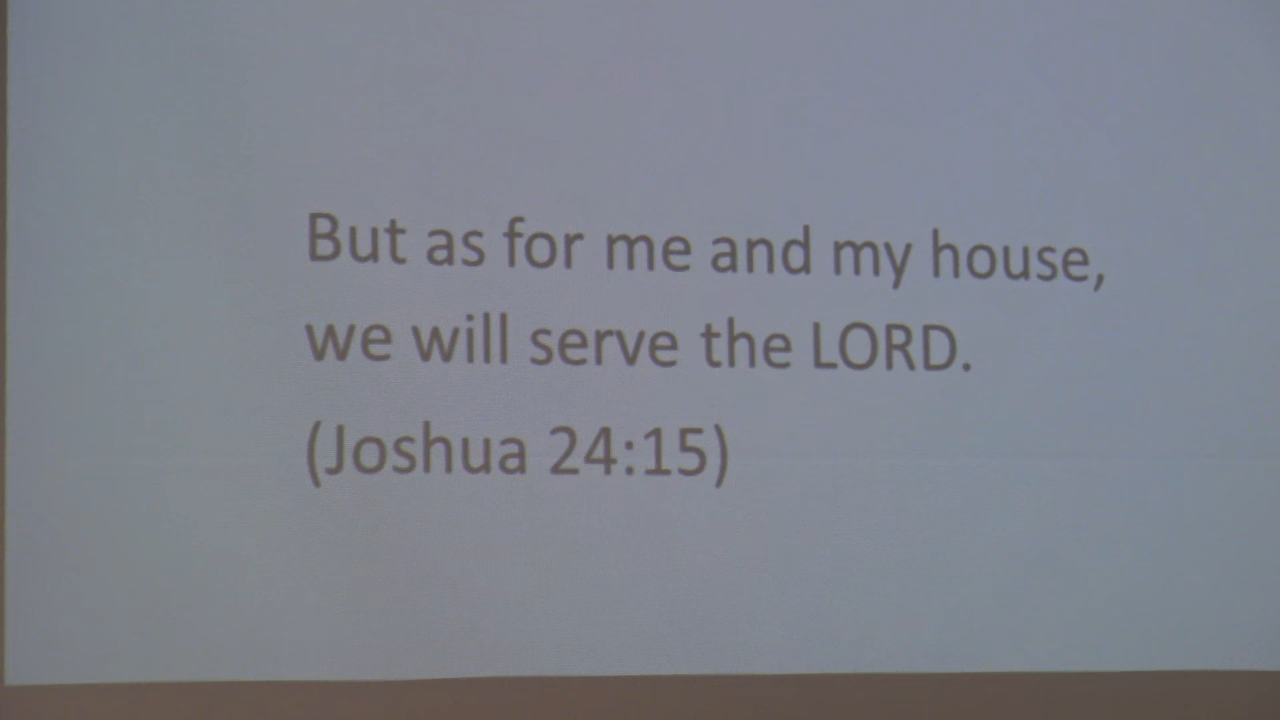 But as for me and my house,
we will serve the LORD.
(Joshua 24:15)